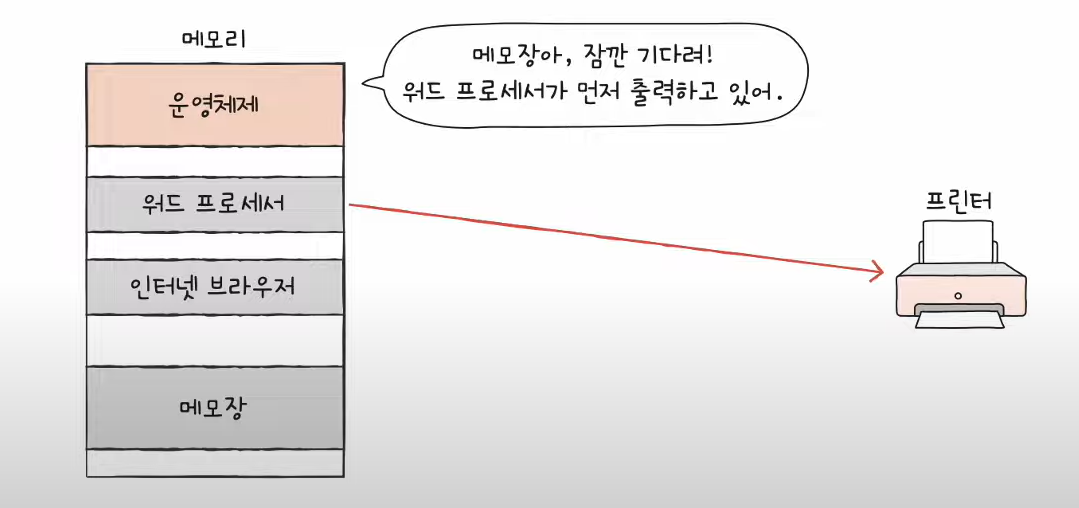 메모리
메모장아, 잠깐 기다려!
워드 프로세서가 먼저 출력하고 있어.
운영체제
워드 프로세서
프린터
인터넷 브라우저
메모장